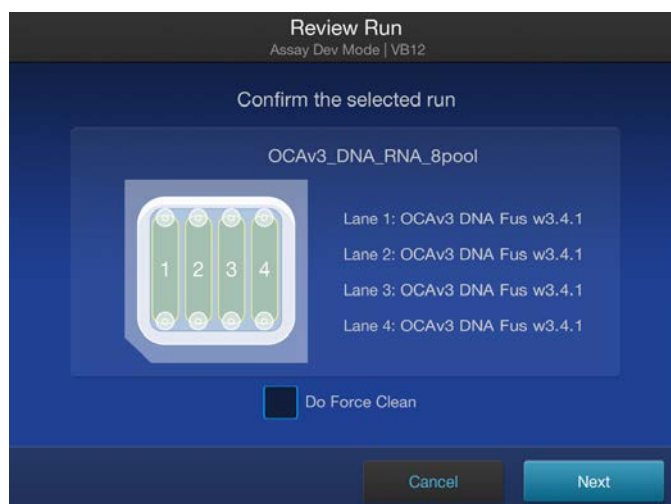 Review Run
Assay Dev Mode | VB12
Confirm the selected run
OCAv3_DNA_RNA_8pool
1 2 3 4
Lane 1: OCAv3 DNA Fus w3.4.1
Lane 2: OCAv3 DNA Fus w3.4.1
Lane 3: OCAv3 DNA Fus w3.4.1
Lane 4: OCAv3 DNA Fus w3.4.1
Do Force Clean
Cancel
Next